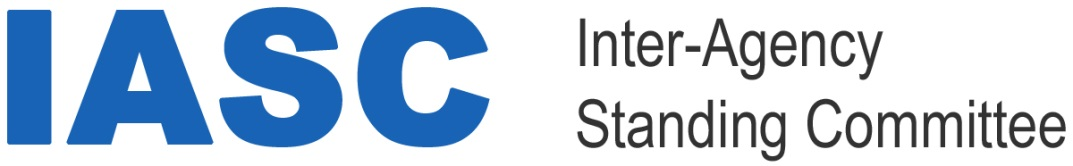 IASC
Inter-Agency
Standing Committee